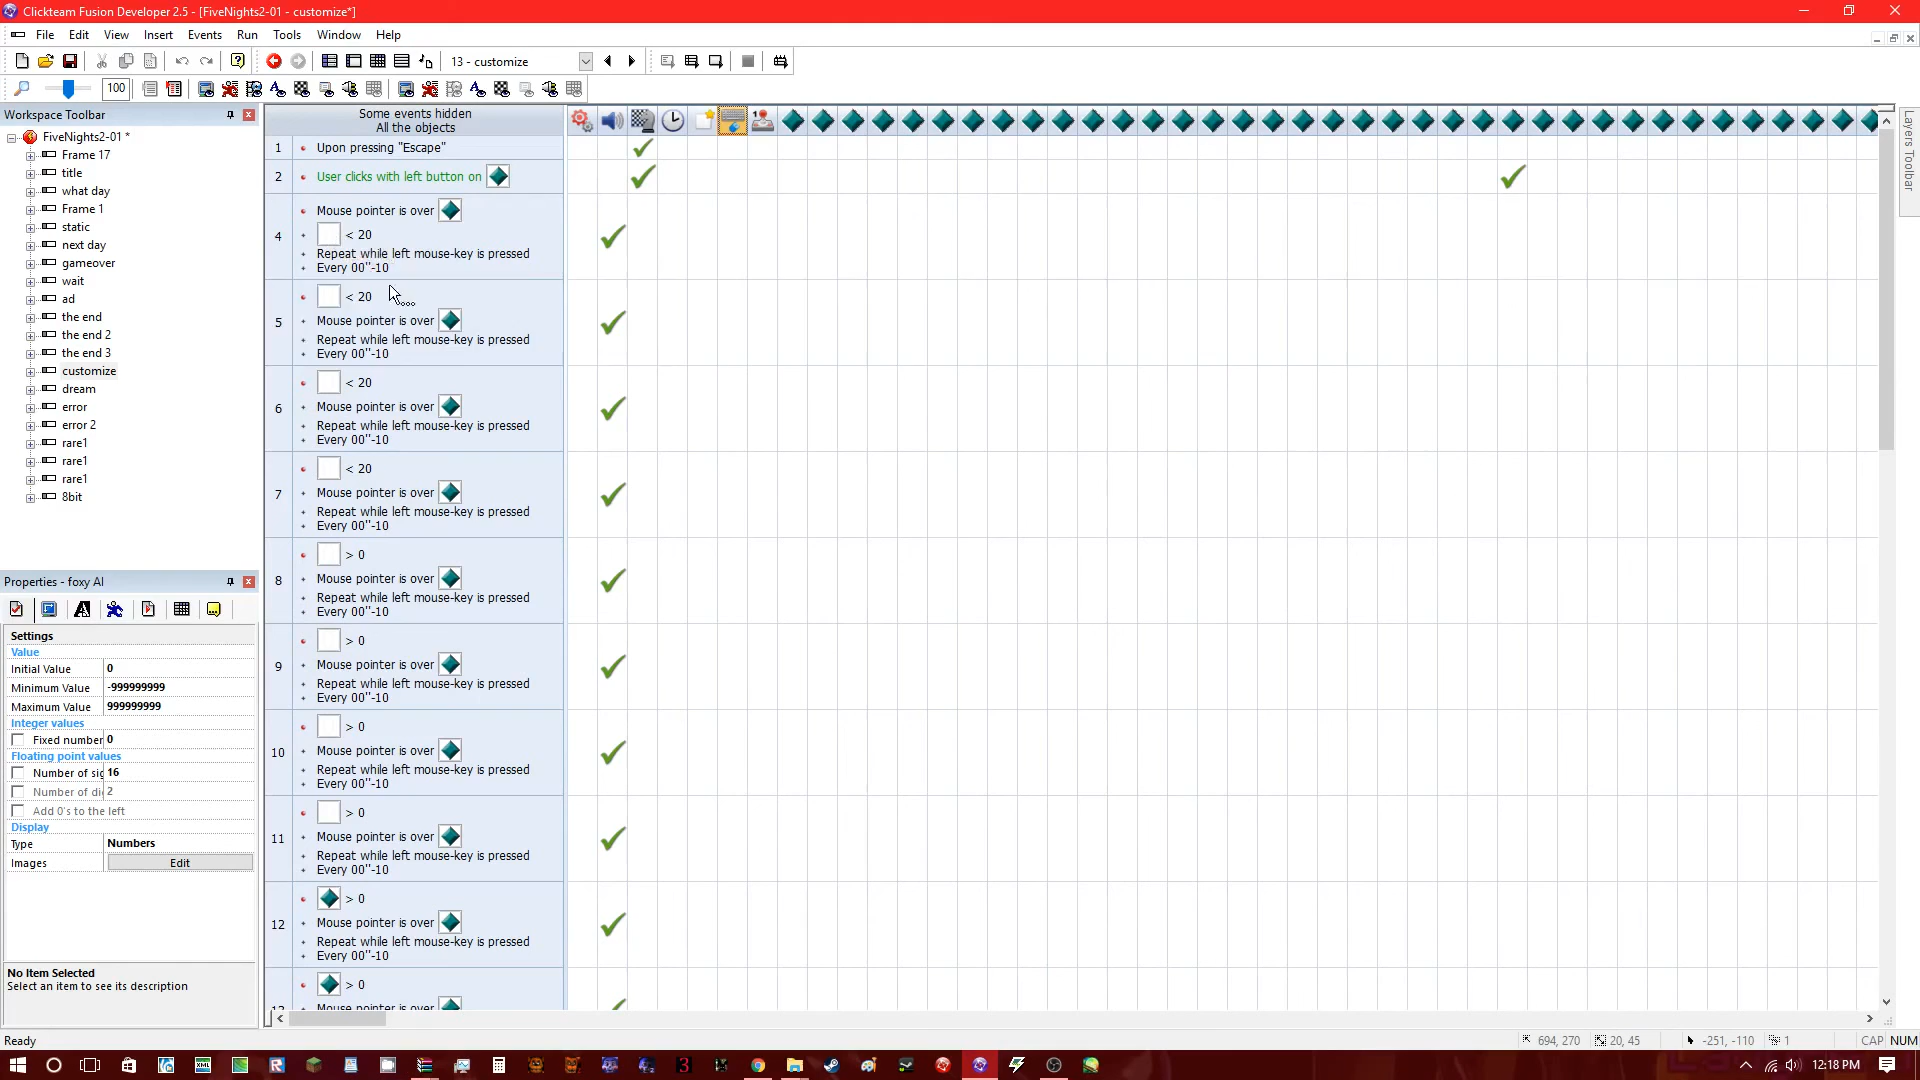 Clickteam Fusion Developer 2.5 - [FiveNights2-01 - customize*]
File Edit View Insert Events Run Tools Window Help
13 - customize
100
Workspace Toolbar
FiveNights2-01 *
Frame 17
title
what day
Frame 1
static
next day
gameover
wait
ad
the end
the end 2
the end 3
customize
dream
error
error 2
rare1
rare1
rare1
8bit
Properties - foxy AI
Settings
Value
Initial Value 0
Minimum Value -999999999
Maximum Value 999999999
Integer values
Fixed number 0
Floating point values
Number of sig 16
Number of di 2
Add 0's to the left
Display
Type Numbers
Images Edit
No Item Selected
Select an item to see its description
Some events hidden
All the objects
1 Upon pressing "Escape"
2 User clicks with left button on
4 Mouse pointer is over
< 20
Repeat while left mouse-key is pressed
Every 00"-10
5 < 20
Mouse pointer is over
Repeat while left mouse-key is pressed
Every 00"-10
6 < 20
Mouse pointer is over
Repeat while left mouse-key is pressed
Every 00"-10
7 < 20
Mouse pointer is over
Repeat while left mouse-key is pressed
Every 00"-10
8 > 0
Mouse pointer is over
Repeat while left mouse-key is pressed
Every 00"-10
9 > 0
Mouse pointer is over
Repeat while left mouse-key is pressed
Every 00"-10
10 > 0
Mouse pointer is over
Repeat while left mouse-key is pressed
Every 00"-10
11 > 0
Mouse pointer is over
Repeat while left mouse-key is pressed
Every 00"-10
12 > 0
Mouse pointer is over
Repeat while left mouse-key is pressed
Every 00"-10
> 0
Mouse pointer is over
Layers Toolbar
Ready
694, 270
20, 45
-251, -110
1
CAP NUM
12:18 PM